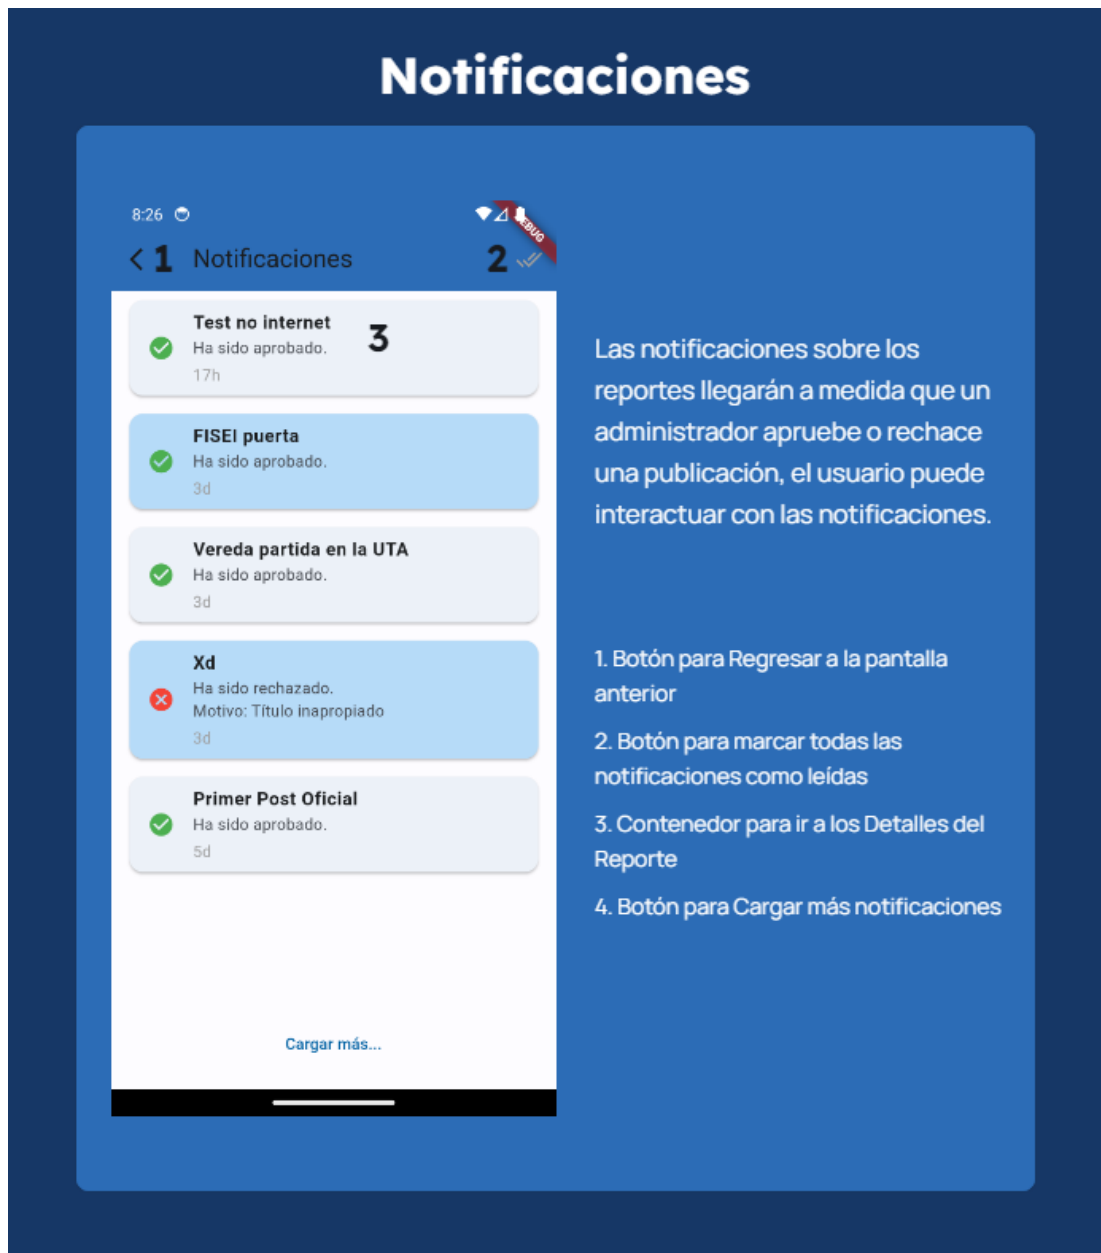 Notificaciones
8:26
DEBUG
1 Notificaciones 2
Test no internet
3
Ha sido aprobado.
17h
FISEI puerta
Ha sido aprobado.
3d
Vereda partida en la UTA
Ha sido aprobado.
3d
Xd
Ha sido rechazado.
Motivo: Título inapropiado
3d
Primer Post Oficial
Ha sido aprobado.
5d
Cargar más...
Las notificaciones sobre los
reportes llegarán a medida que un
administrador apruebe o rechace
una publicación, el usuario puede
interactuar con las notificaciones.
1. Botón para Regresar a la pantalla
anterior
2. Botón para marcar todas las
notificaciones como leídas
3. Contenedor para ir a los Detalles del
Reporte
4. Botón para Cargar más notificaciones